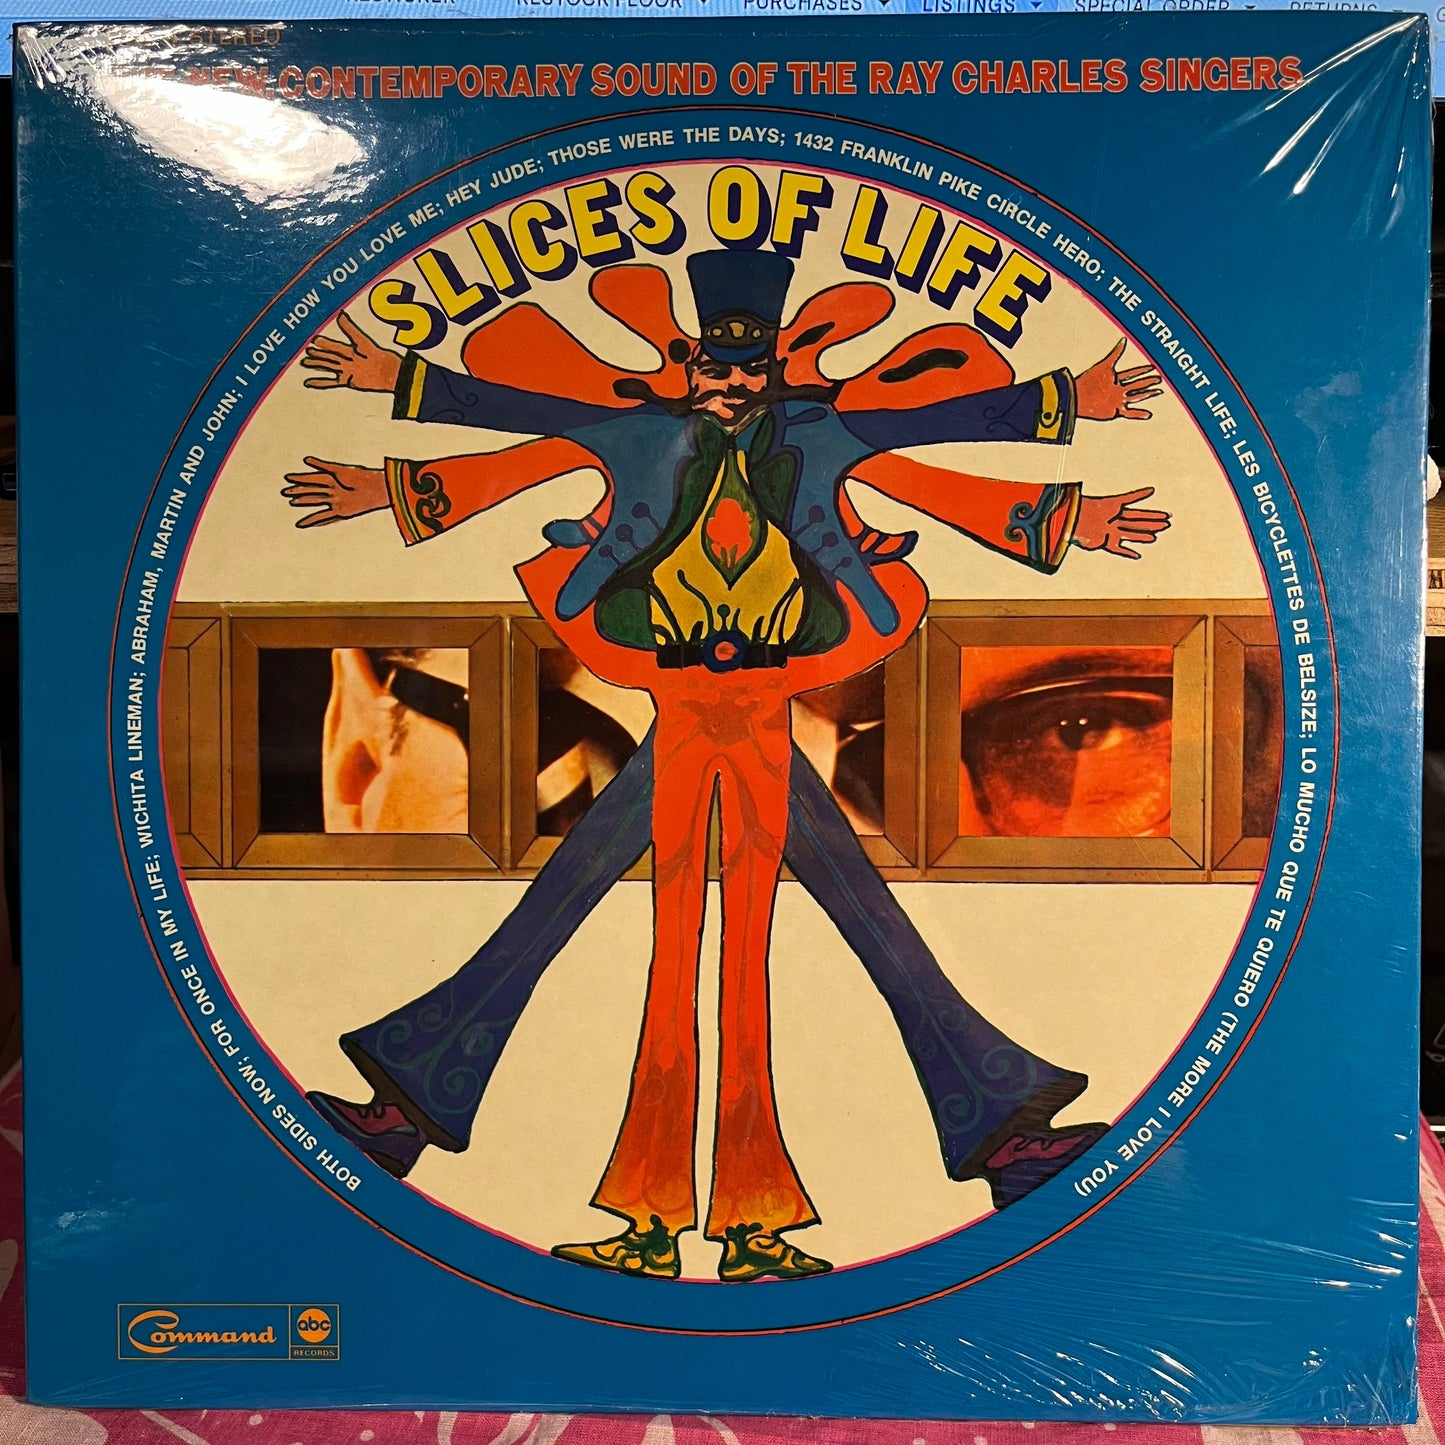 RESTOCK FLOOR
PURCHASES
LISTINGS
SPECIAL ORDER
RETURNS
STEREO
NEW, CONTEMPORARY SOUND OF THE RAY CHARLES SINGERS
BOTH SIDES NOW; FOR ONCE IN MY LIFE; WICHITA LINEMAN; ABRAHAM, MARTIN AND JOHN; I LOVE HOW YOU LOVE ME; HEY JUDE; THOSE WERE THE DAYS; 1432 FRANKLIN PIKE CIRCLE HERO; THE STRAIGHT LIFE; LES BICYCLETTES DE BELSIZE; LO MUCHO QUE TE QUIERO (THE MORE I LOVE YOU)
SLICES OF LIFE
Command
abc
RECORDS